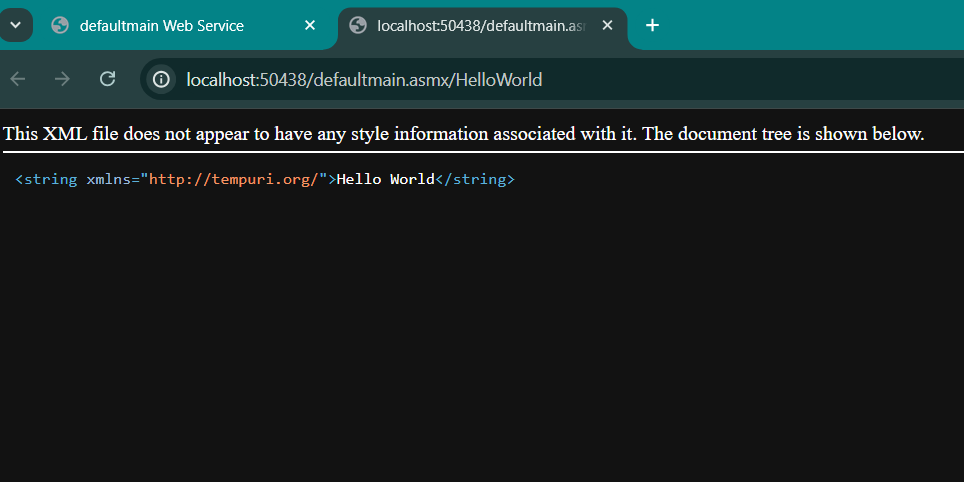 defaultmain Web Service
localhost:50438/defaultmain.asm
localhost:50438/defaultmain.asmx/HelloWorld
This XML file does not appear to have any style information associated with it. The document tree is shown below.
<string xmlns="http://tempuri.org/">Hello World</string>